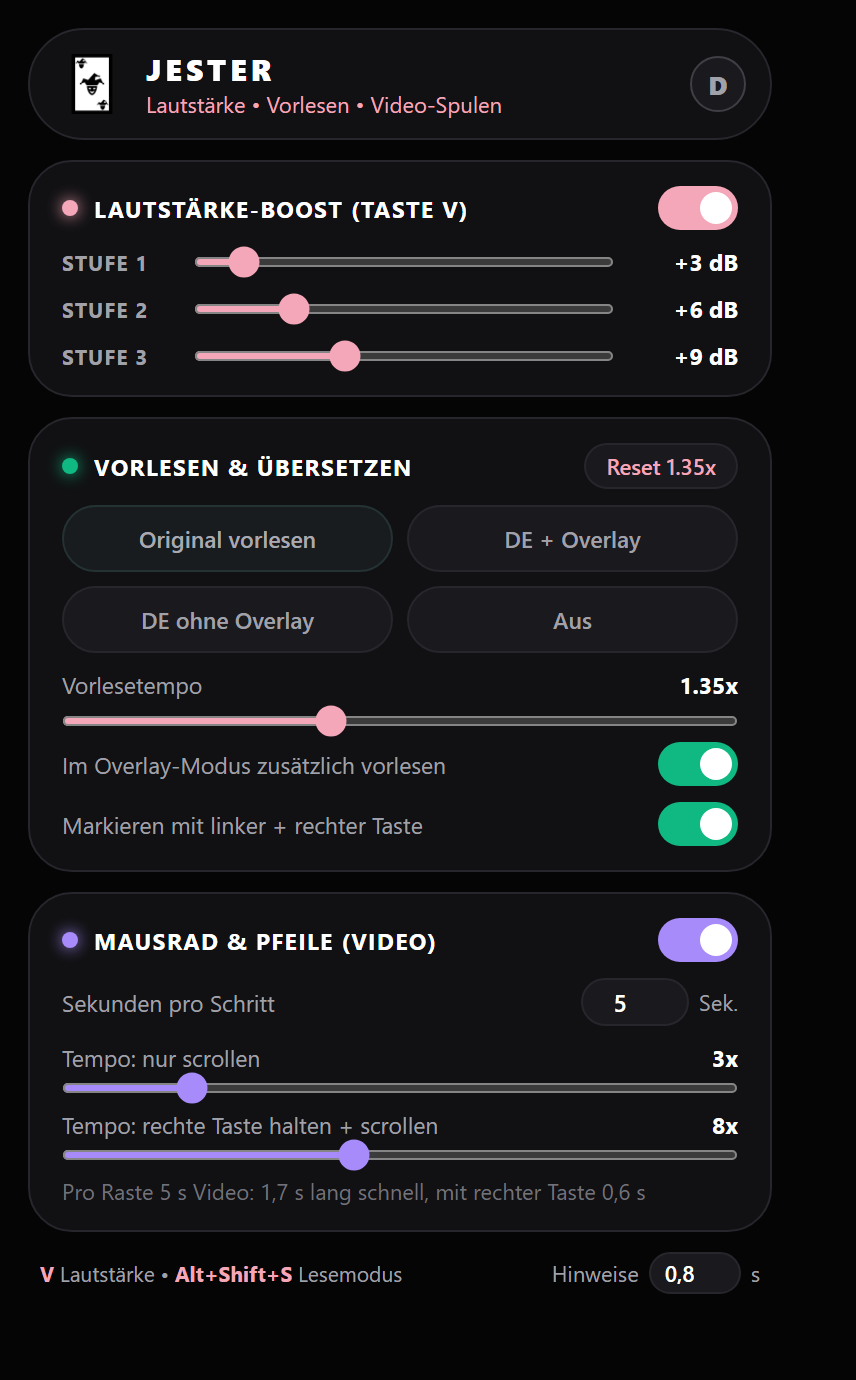 JESTER
Lautstärke • Vorlesen • Video-Spulen
D
LAUTSTÄRKE-BOOST (TASTE V)
STUFE 1 +3 dB
STUFE 2 +6 dB
STUFE 3 +9 dB
VORLESEN & ÜBERSETZEN Reset 1.35x
Original vorlesen DE + Overlay
DE ohne Overlay Aus
Vorlesetempo 1.35x
Im Overlay-Modus zusätzlich vorlesen
Markieren mit linker + rechter Taste
MAUSRAD & PFEILE (VIDEO)
Sekunden pro Schritt 5 Sek.
Tempo: nur scrollen 3x
Tempo: rechte Taste halten + scrollen 8x
Pro Raste 5 s Video: 1,7 s lang schnell, mit rechter Taste 0,6 s
V Lautstärke • Alt+Shift+S Lesemodus Hinweise 0,8 s